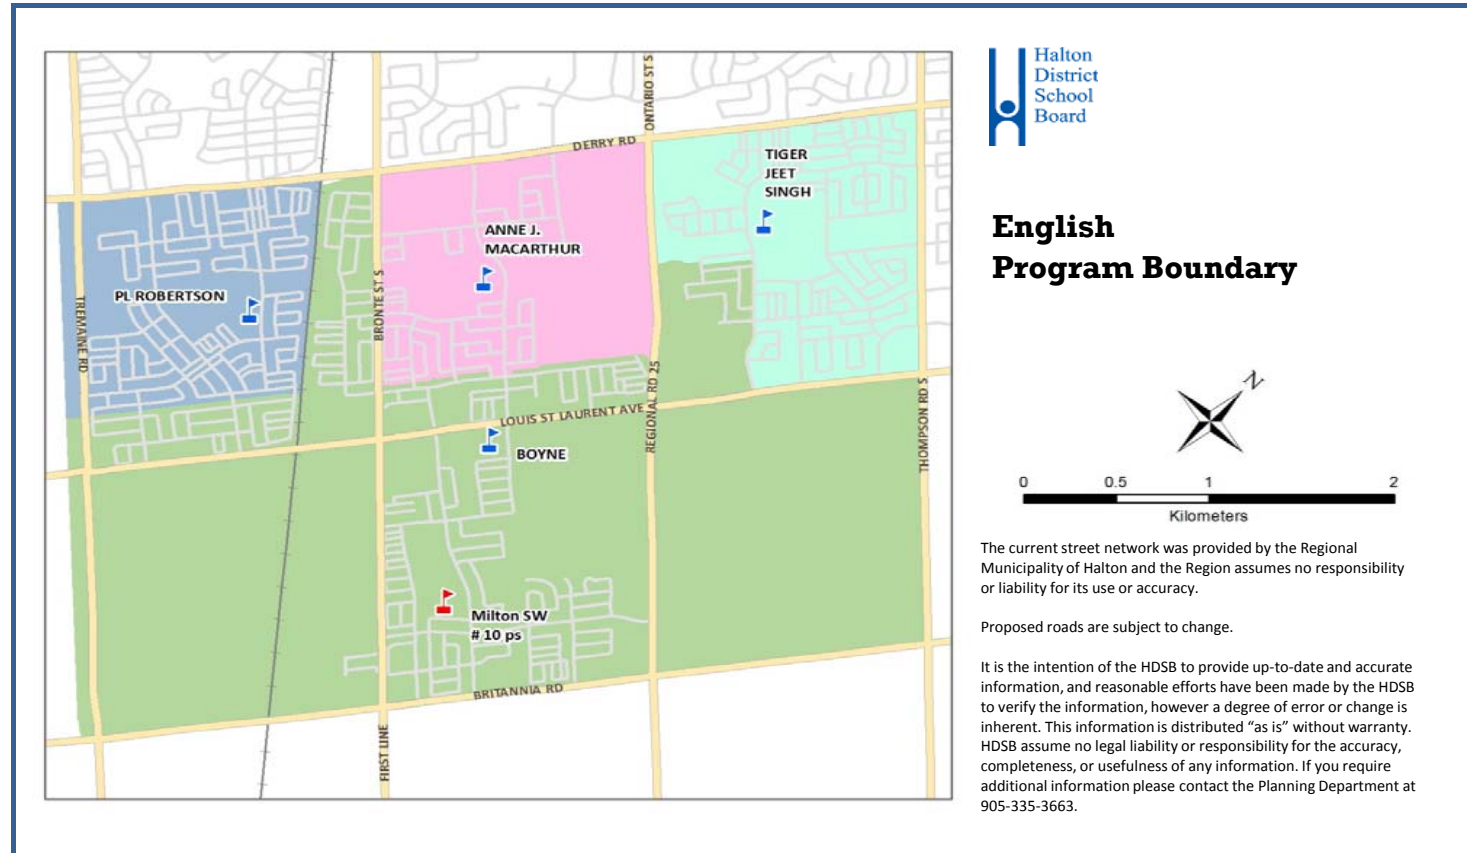 ONTARIO ST S
DERRY RD
TIGER
JEET
SINGH
ANNE J.
MACARTHUR
PL ROBERTSON
TREMAINE RD
BRONTE ST S
REGIONAL RD 25
LOUIS ST LAURENT AVE
THOMPSON RD S
BOYNE
Milton SW
# 10 ps
BRITANNIA RD
FIRST LINE
Halton
District
School
Board
English
Program Boundary
N
0 0.5 1 2
Kilometers
The current street network was provided by the Regional
Municipality of Halton and the Region assumes no responsibility
or liability for its use or accuracy.
Proposed roads are subject to change.
It is the intention of the HDSB to provide up-to-date and accurate
information, and reasonable efforts have been made by the HDSB
to verify the information, however a degree of error or change is
inherent. This information is distributed “as is” without warranty.
HDSB assume no legal liability or responsibility for the accuracy,
completeness, or usefulness of any information. If you require
additional information please contact the Planning Department at
905-335-3663.